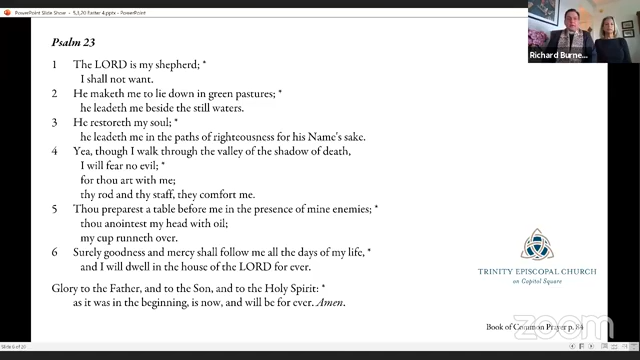 PowerPoint Slide Show - 5.3.20 Easter 4.pptx - PowerPoint
Richard Burne...
Psalm 23
1 The LORD is my shepherd; *
I shall not want.
2 He maketh me to lie down in green pastures; *
he leadeth me beside the still waters.
3 He restoreth my soul; *
he leadeth me in the paths of righteousness for his Name's sake.
4 Yea, though I walk through the valley of the shadow of death,
I will fear no evil; *
for thou art with me;
thy rod and thy staff, they comfort me.
5 Thou preparest a table before me in the presence of mine enemies; *
thou anointest my head with oil;
my cup runneth over.
6 Surely goodness and mercy shall follow me all the days of my life, *
and I will dwell in the house of the LORD for ever.
Glory to the Father, and to the Son, and to the Holy Spirit: *
as it was in the beginning, is now, and will be for ever. Amen.
TRINITY EPISCOPAL CHURCH
on Capitol Square
Book of Common Prayer p. 84
zoom